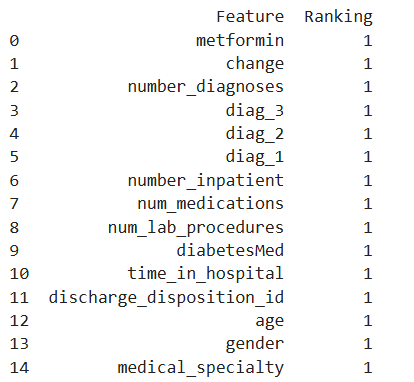 Feature Ranking
0 metformin 1
1 change 1
2 number_diagnoses 1
3 diag_3 1
4 diag_2 1
5 diag_1 1
6 number_inpatient 1
7 num_medications 1
8 num_lab_procedures 1
9 diabetesMed 1
10 time_in_hospital 1
11 discharge_disposition_id 1
12 age 1
13 gender 1
14 medical_specialty 1